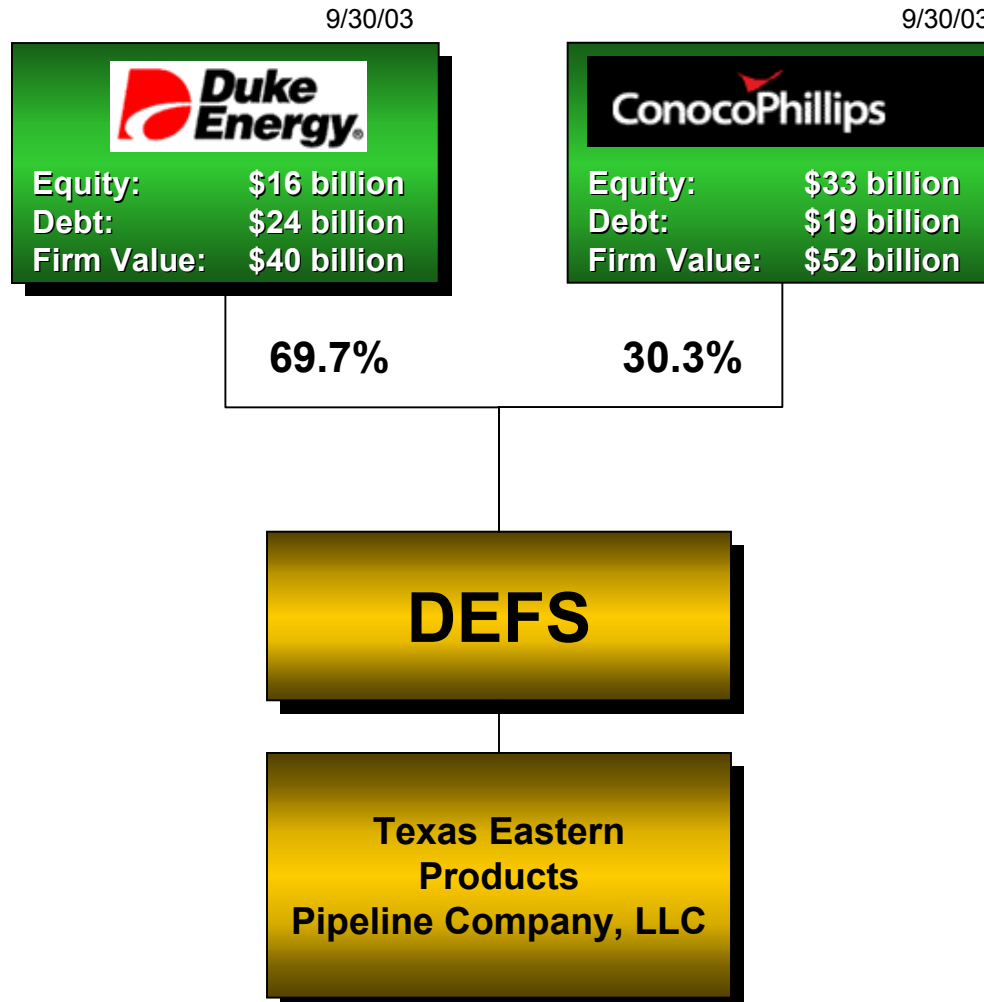 9/30/03
9/30/03
Duke
Energy®
ConocoPhillips
Equity: $16 billion
Debt: $24 billion
Firm Value: $40 billion
Equity: $33 billion
Debt: $19 billion
Firm Value: $52 billion
69.7%
30.3%
DEFS
Texas Eastern
Products
Pipeline Company, LLC